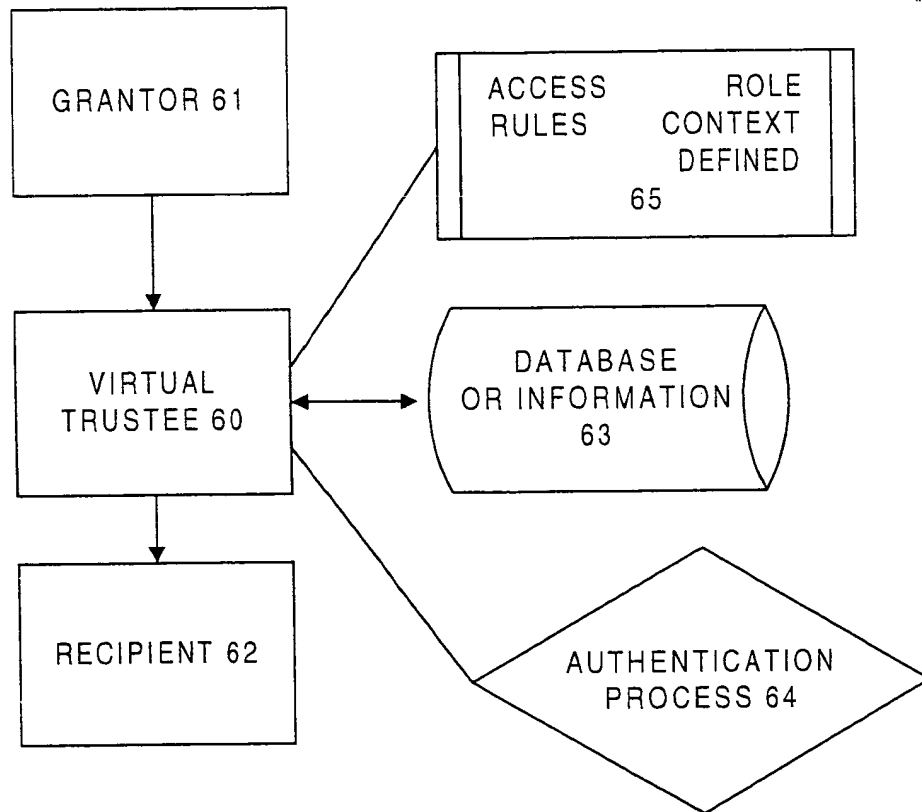 GRANTOR 61
ACCESS ROLE
RULES CONTEXT
DEFINED
65
VIRTUAL
TRUSTEE 60
DATABASE
OR INFORMATION
63
RECIPIENT 62
AUTHENTICATION
PROCESS 64